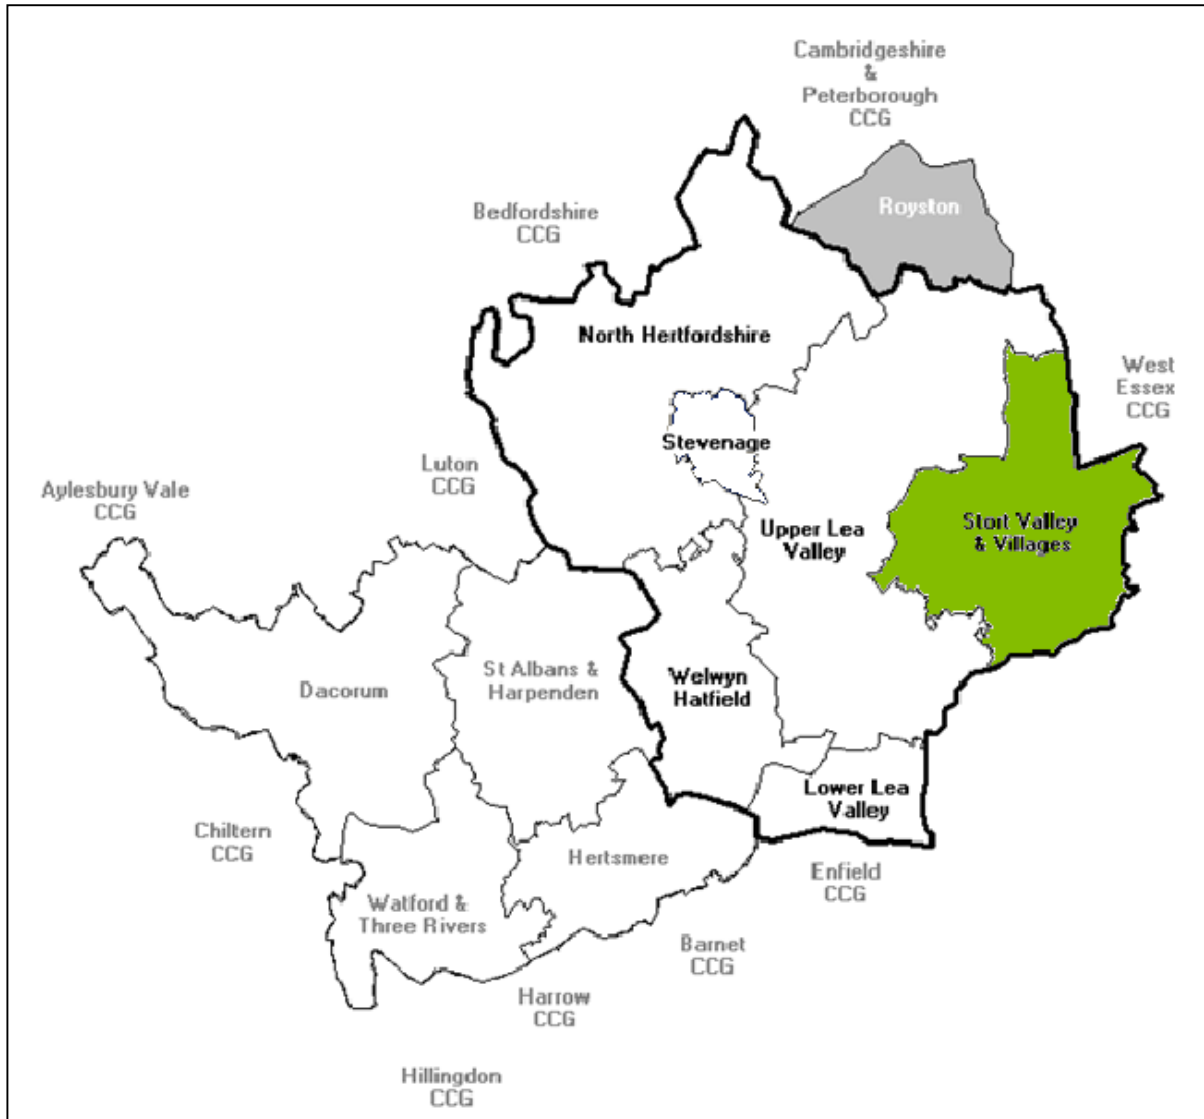 Cambridgeshire
&
Peterborough
CCG
Royston
Bedfordshire
CCG
North Hertfordshire
West
Essex
CCG
Stevenage
Luton
CCG
Aylesbury Vale
CCG
Upper Lea
Valley
Stort Valley
& Villages
St Albans &
Harpenden
Welwyn
Hatfield
Dacorum
Lower Lea
Valley
Chiltern
CCG
Hertsmere
Enfield
CCG
Watford &
Three Rivers
Barnet
CCG
Harrow
CCG
Hillingdon
CCG